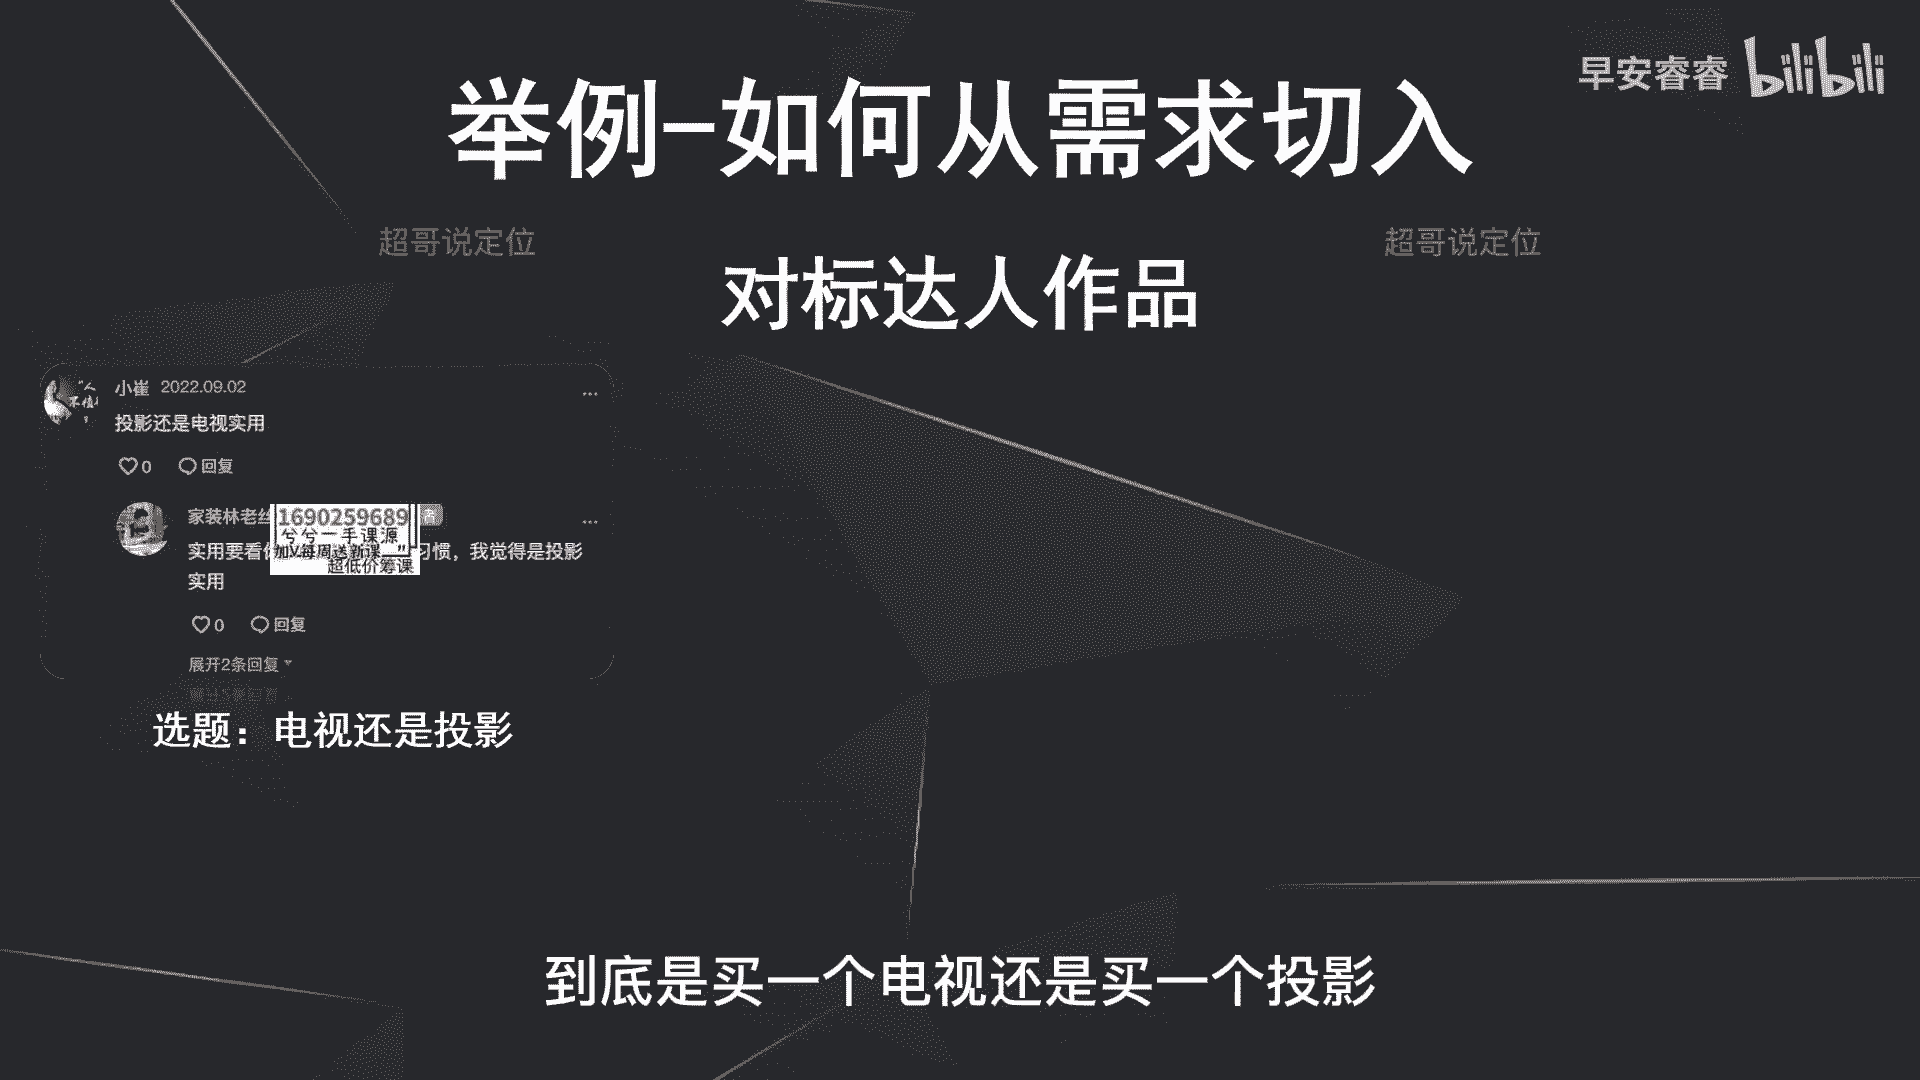 早安睿睿 bilibili
举例-如何从需求切入
超哥说定位
超哥说定位
对标达人作品
小崔 2022.09.02
投影还是电视实用
0 回复
家装林老
1690259689
兮兮一手课源
加V每周送新课
超低价筹课
实用要看 习惯，我觉得是投影
实用
0 回复
展开2条回复
选题：电视还是投影
到底是买一个电视还是买一个投影